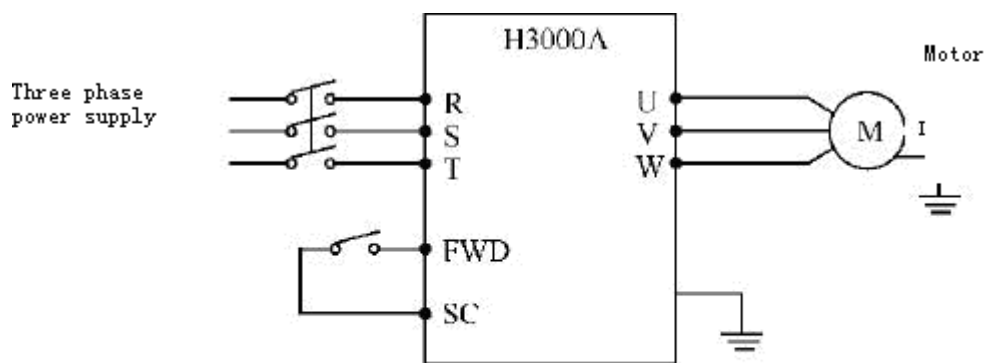 H3000A
Motor
Three phase
power supply
R
S
T
U
V
W
M
I
FWD
SC